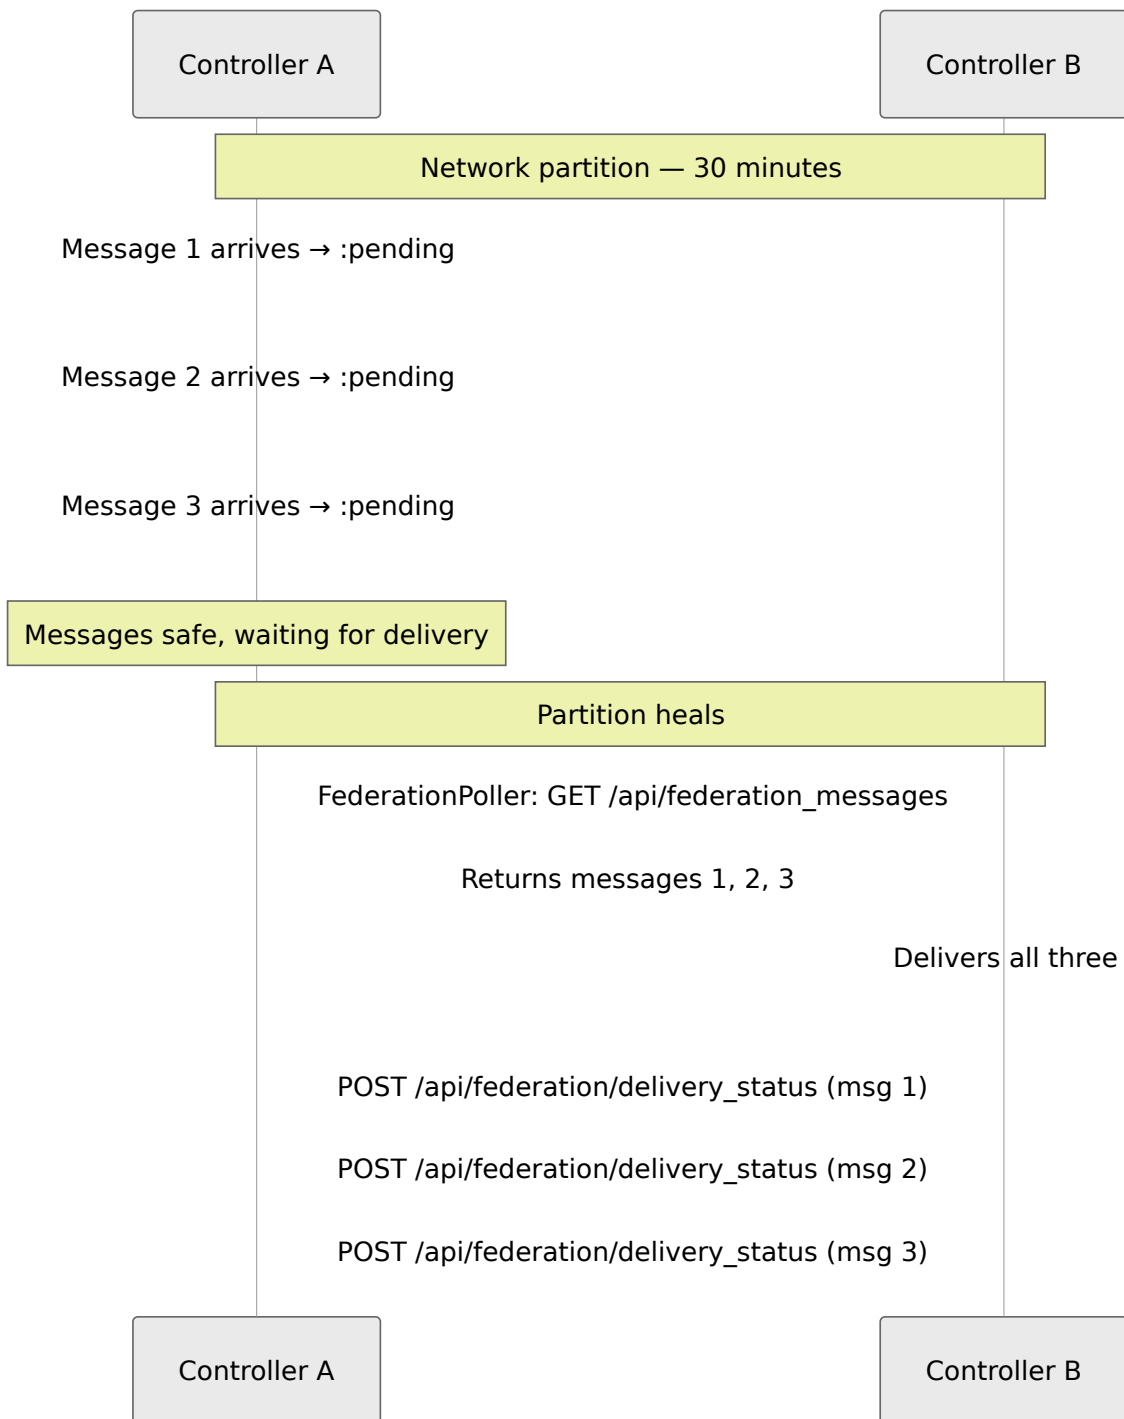 Controller A
Controller B
Network partition — 30 minutes
Message 1 arrives → :pending
Message 2 arrives → :pending
Message 3 arrives → :pending
Messages safe, waiting for delivery
Partition heals
FederationPoller: GET /api/federation_messages
Returns messages 1, 2, 3
Delivers all three
POST /api/federation/delivery_status (msg 1)
POST /api/federation/delivery_status (msg 2)
POST /api/federation/delivery_status (msg 3)
Controller A
Controller B